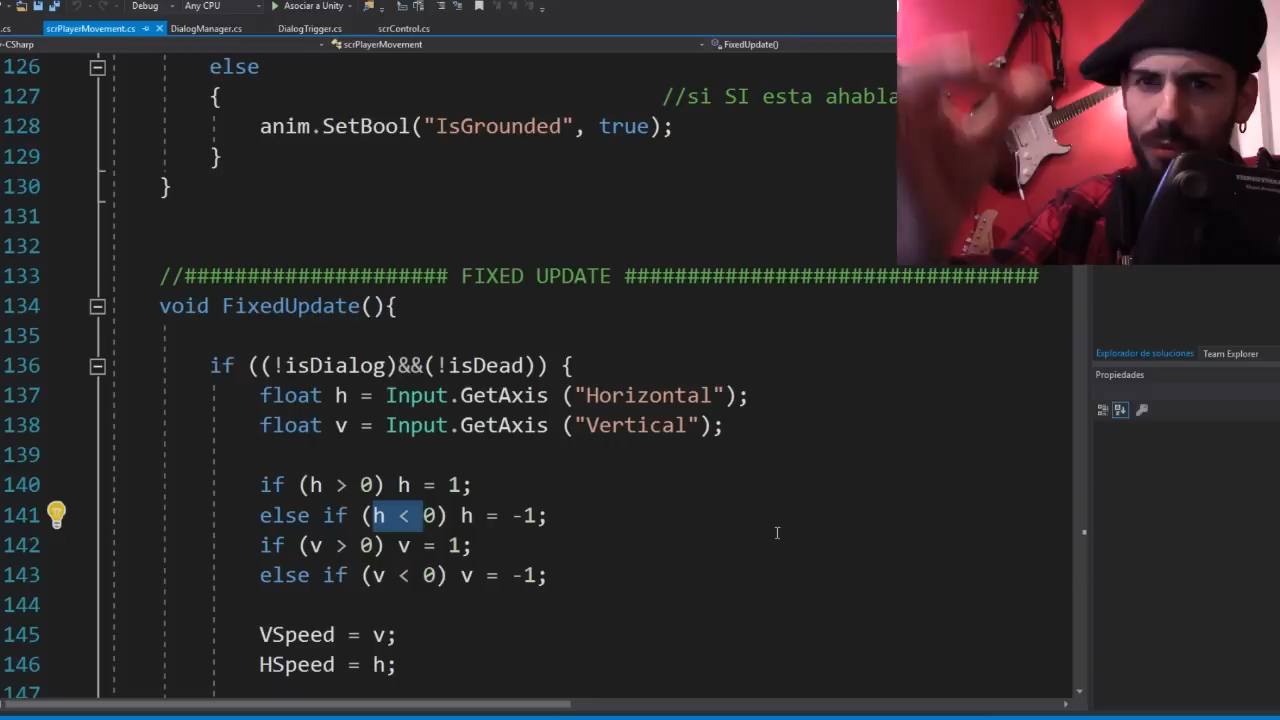 Debug Any CPU Asociar a Unity
.cs scrPlayerMovement.cs DialogManager.cs DialogTrigger.cs scrControl.cs
-CSharp scrPlayerMovement FixedUpdate()
126 else
127 { //si SI esta ahabla
128 anim.SetBool("IsGrounded", true);
129 }
130 }
131
132
133 //##################### FIXED UPDATE #################################
134 void FixedUpdate(){
135
136 if ((!isDialog)&&(!isDead)) {
137 float h = Input.GetAxis ("Horizontal");
138 float v = Input.GetAxis ("Vertical");
139
140 if (h > 0) h = 1;
141 else if (h < 0) h = -1;
142 if (v > 0) v = 1;
143 else if (v < 0) v = -1;
144
145 VSpeed = v;
146 HSpeed = h;
147
Explorador de soluciones Team Explorer
Propiedades